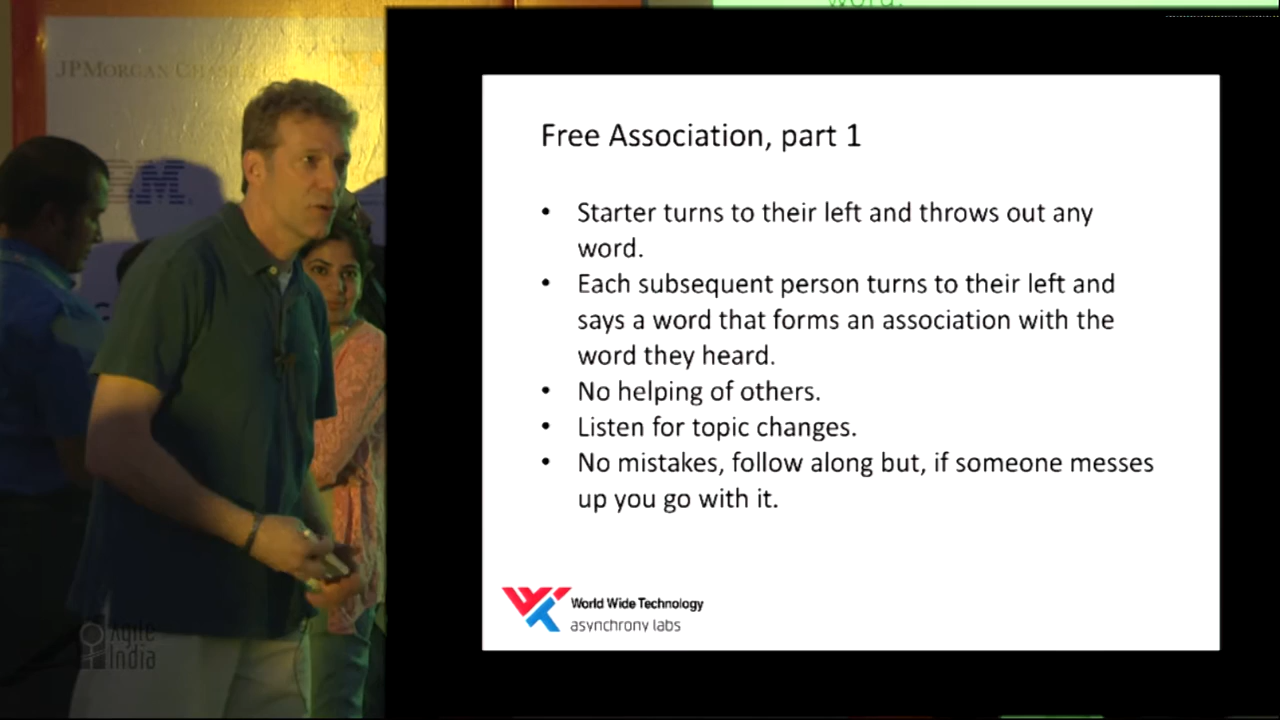 word.
JPMORGAN CHASE
IBM
Free Association, part 1
• Starter turns to their left and throws out any
word.
• Each subsequent person turns to their left and
says a word that forms an association with the
word they heard.
• No helping of others.
• Listen for topic changes.
• No mistakes, follow along but, if someone messes
up you go with it.
World Wide Technology
asynchrony labs
Agile
India